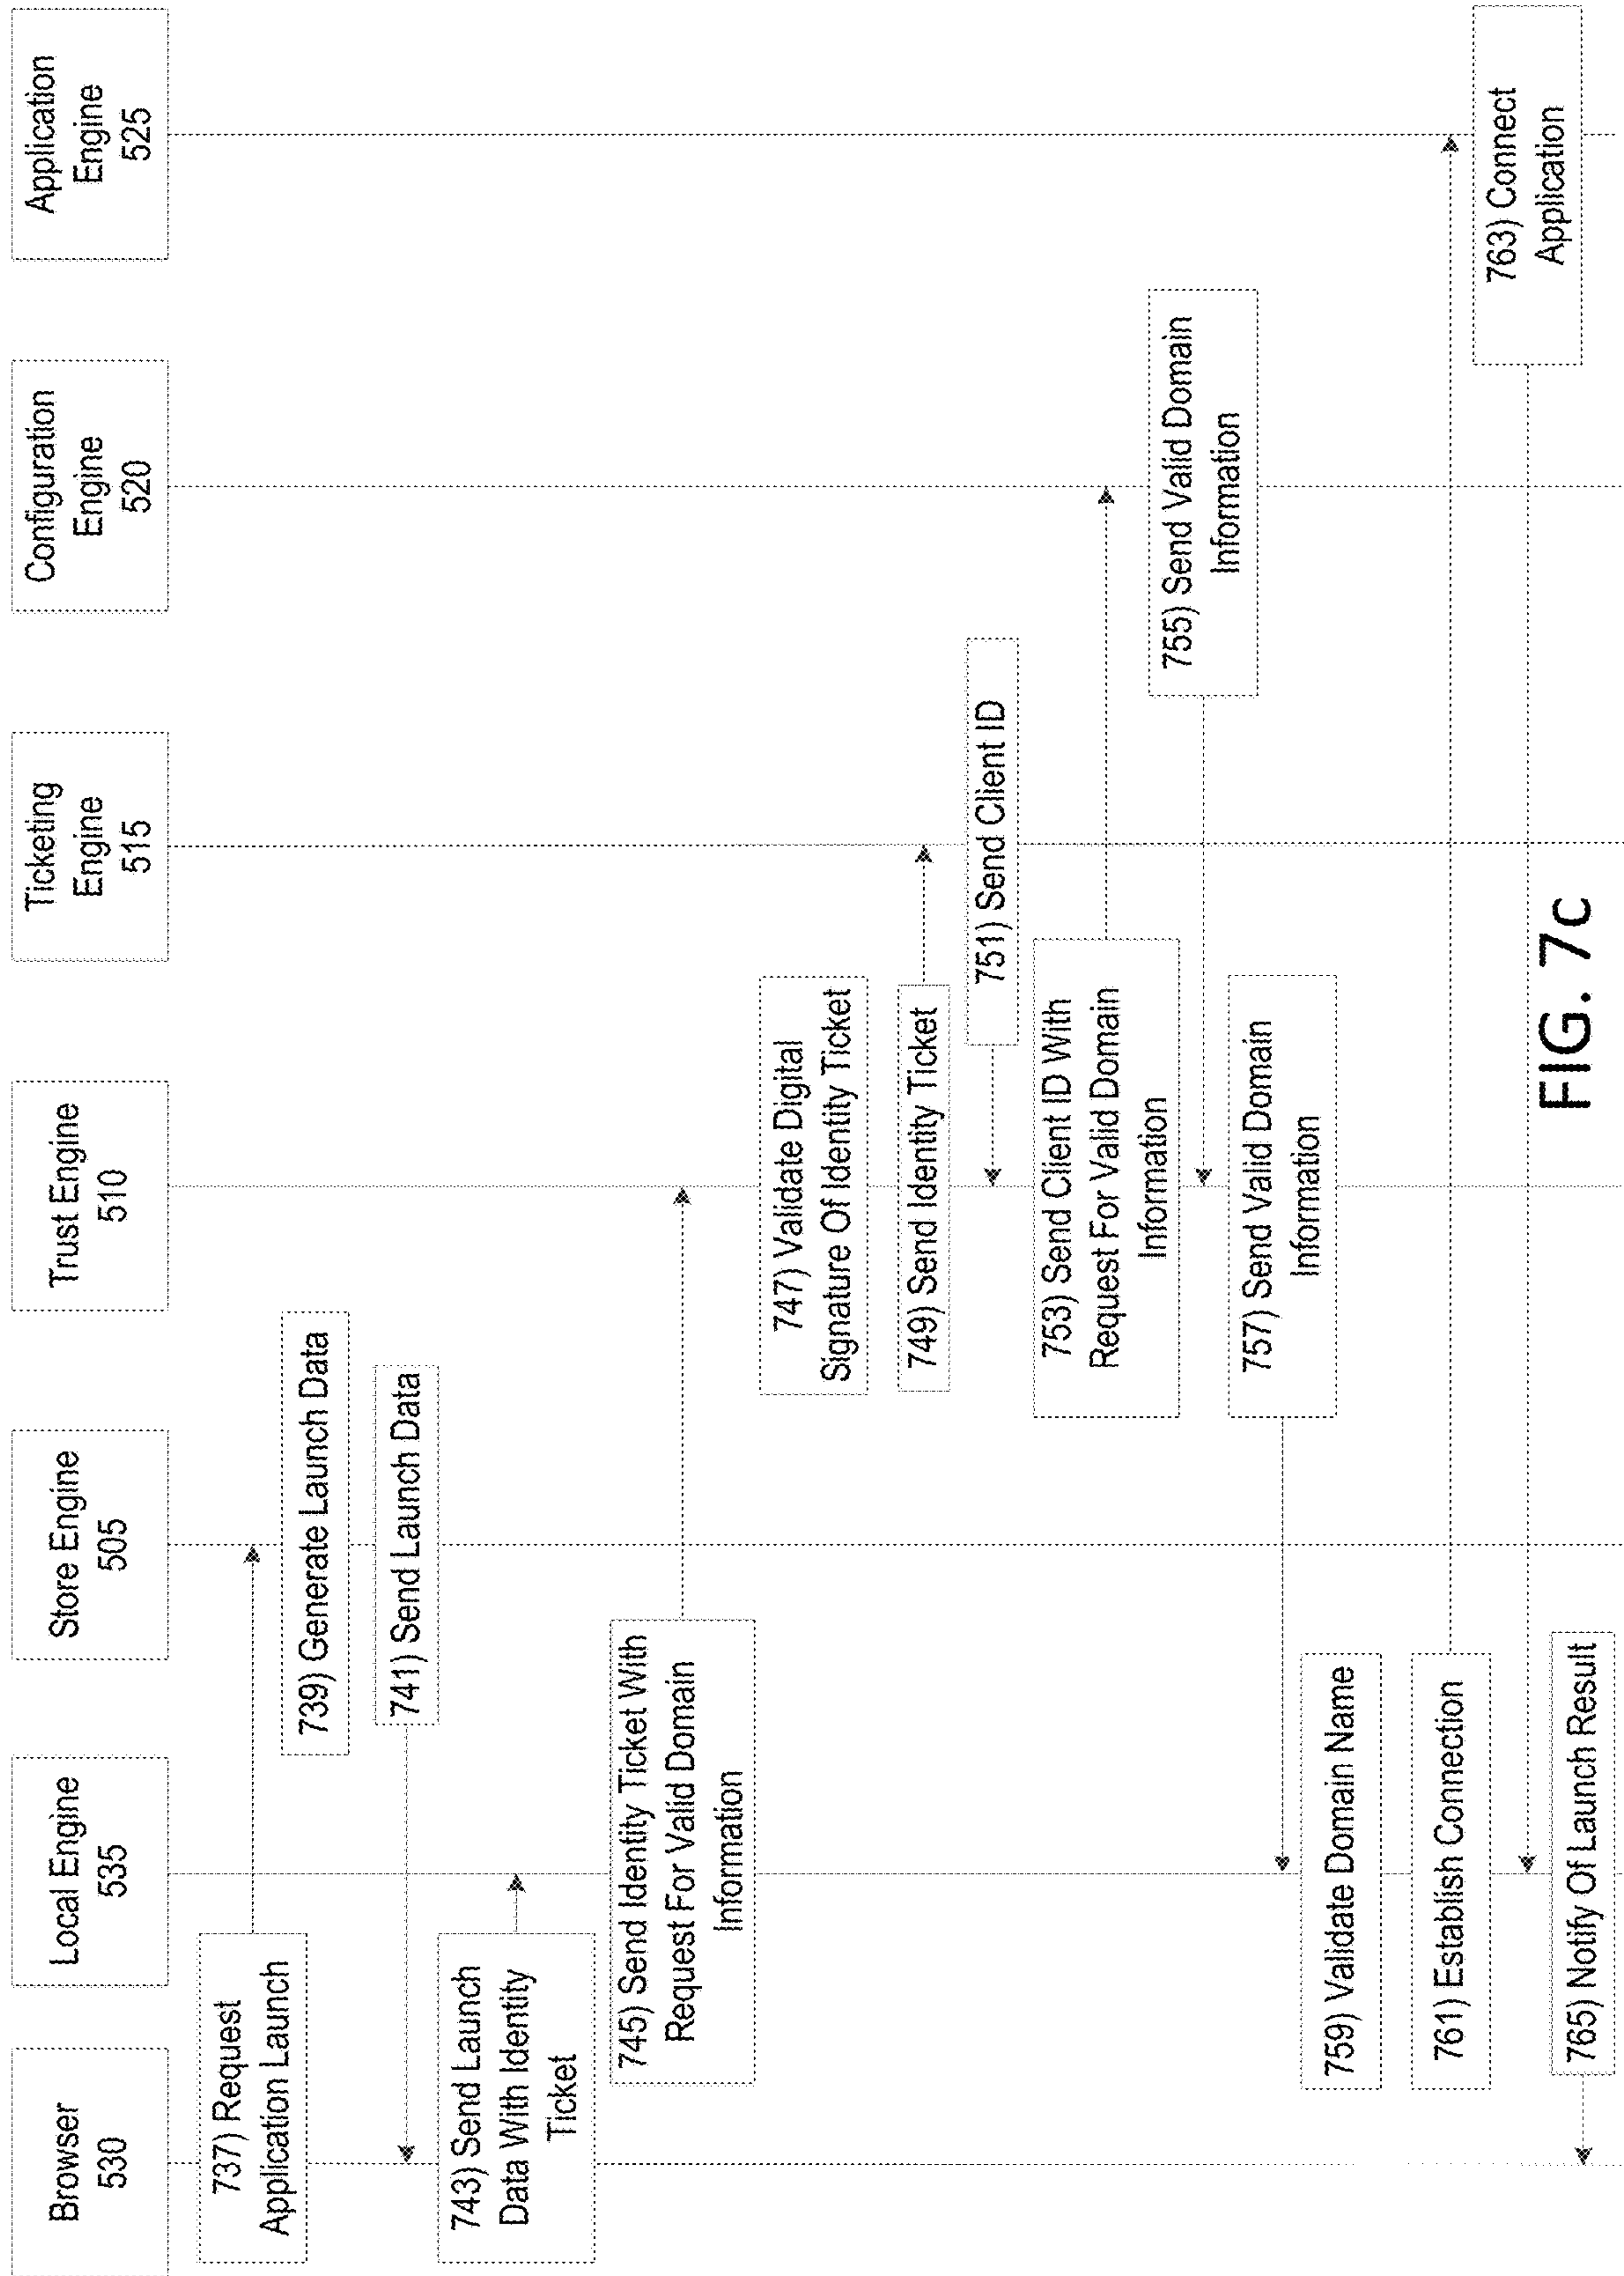 Browser
530
Local Engine
535
Store Engine
505
Trust Engine
510
Ticketing
Engine
515
Configuration
Engine
520
Application
Engine
525
737) Request
Application Launch
739) Generate Launch Data
741) Send Launch Data
743) Send Launch
Data With Identity
Ticket
745) Send Identity Ticket With
Request For Valid Domain
Information
747) Validate Digital
Signature Of Identity Ticket
749) Send Identity Ticket
751) Send Client ID
753) Send Client ID With
Request For Valid Domain
Information
755) Send Valid Domain
Information
757) Send Valid Domain
Information
759) Validate Domain Name
761) Establish Connection
763) Connect
Application
765) Notify Of Launch Result
FIG. 7c